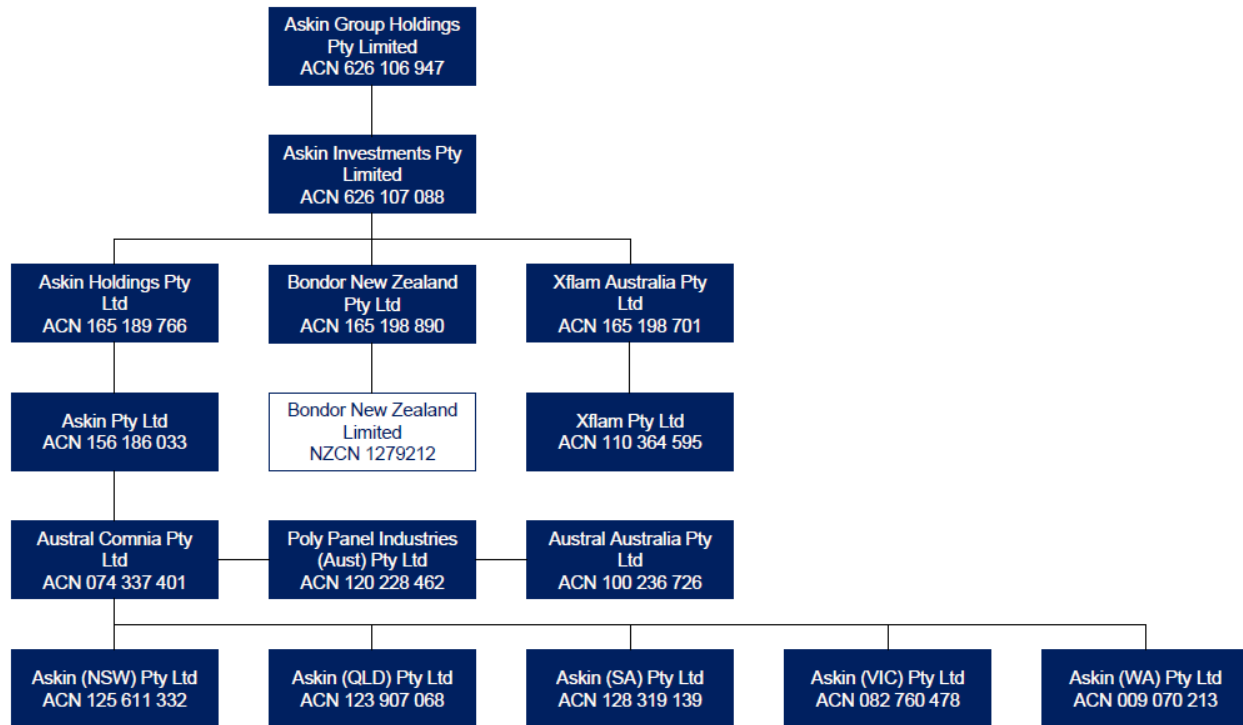 Askin Group Holdings
Pty Limited
ACN 626 106 947
Askin Investments Pty
Limited
ACN 626 107 088
Askin Holdings Pty
Ltd
ACN 165 189 766
Bondor New Zealand
Pty Ltd
ACN 165 198 890
Xflam Australia Pty
Ltd
ACN 165 198 701
Askin Pty Ltd
ACN 156 186 033
Bondor New Zealand
Limited
NZCN 1279212
Xflam Pty Ltd
ACN 110 364 595
Austral Comnia Pty
Ltd
ACN 074 337 401
Poly Panel Industries
(Aust) Pty Ltd
ACN 120 228 462
Austral Australia Pty
Ltd
ACN 100 236 726
Askin (NSW) Pty Ltd
ACN 125 611 332
Askin (QLD) Pty Ltd
ACN 123 907 068
Askin (SA) Pty Ltd
ACN 128 319 139
Askin (VIC) Pty Ltd
ACN 082 760 478
Askin (WA) Pty Ltd
ACN 009 070 213